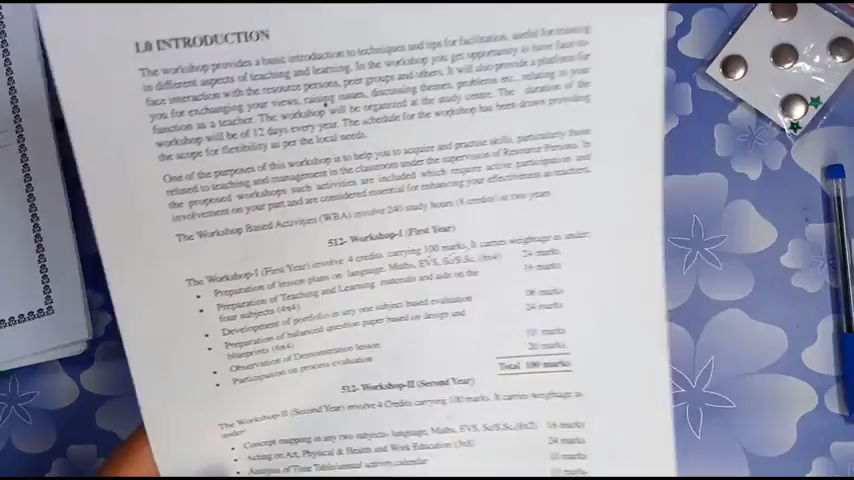 1.0 INTRODUCTION
The workshop provides a basic introduction to techniques and tips for facilitation, useful for training
in different aspects of teaching and learning. In the workshop you get opportunity to have face-to-
face interaction with the resource persons, peer groups and others. It will also provide a platform for
you for exchanging your views, raising issues, discussing themes, problems etc., relating to your
function as a teacher. The workshop will be organized at the study centre. The duration of the
workshop will be of 12 days every year. The schedule for the workshop has been drawn providing
the scope for flexibility as per the local needs.
One of the purposes of this workshop is to help you to acquire and practise skills, particularly those
related to teaching and management in the classroom under the supervision of Resource Persons. In
the proposed workshops such activities are included which require active participation and
involvement on your part and are considered essential for enhancing your effectiveness as teachers.
The Workshop Based Activities (WBA) involve 240 study hours (8 credits) in two years
512- Workshop-I (First Year)
The Workshop-I (First Year) involve 4 credits carrying 100 marks. It carries weightage as under:
• Preparation of lesson plans on language, Maths, EVS, Sc/S.Sc. (6x4) 24 marks
• Preparation of Teaching and Learning materials and aids on the 16 marks
four subjects (4x4)
• Development of portfolio in any one subject based evaluation 06 marks
• Preparation of balanced question paper based on design and 24 marks
blueprints (6x4)
• Observation of Demonstration lesson 10 marks
• Participation on process evaluation 20 marks
Total 100 marks
512- Workshop-II (Second Year)
The Workshop-II (Second Year) involve 4 Credits carrying 100 marks. It carries weightage as
under:
• Concept mapping in any two subjects- language, Maths, EVS, Sc/S.Sc.(8x2) 16 marks
• Acting on Art, Physical & Health and Work Education (3x8) 24 marks
• Analysis of Time Table/annual activity calendar 10 marks
10 marks